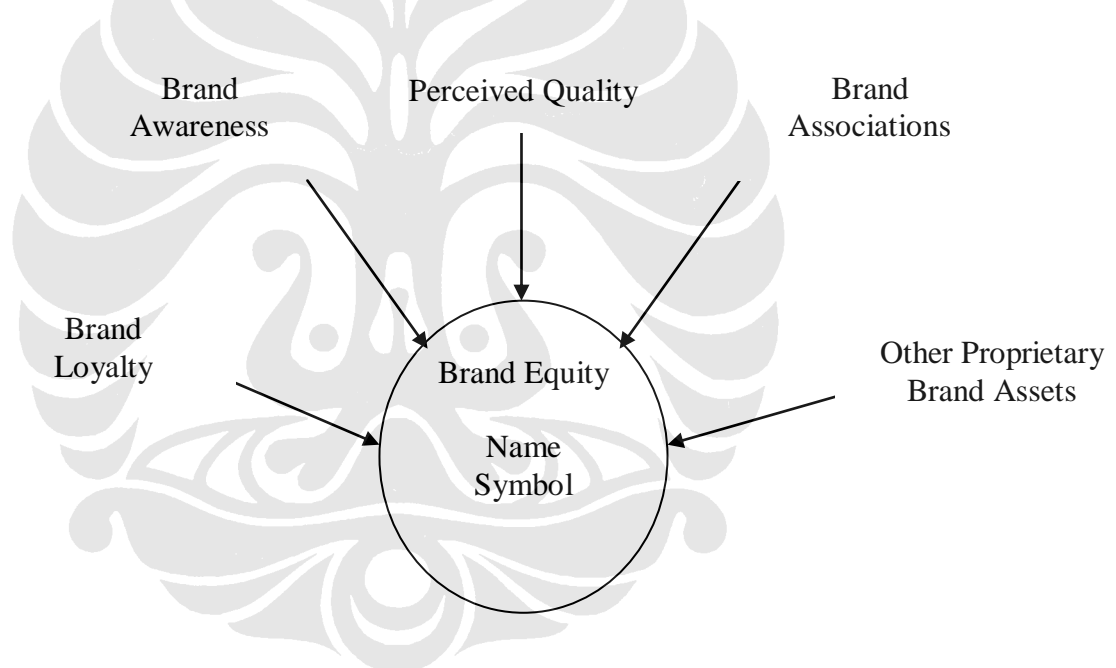 Brand
Awareness
Perceived Quality
Brand
Associations
Brand
Loyalty
Other Proprietary
Brand Assets
Brand Equity
Name
Symbol